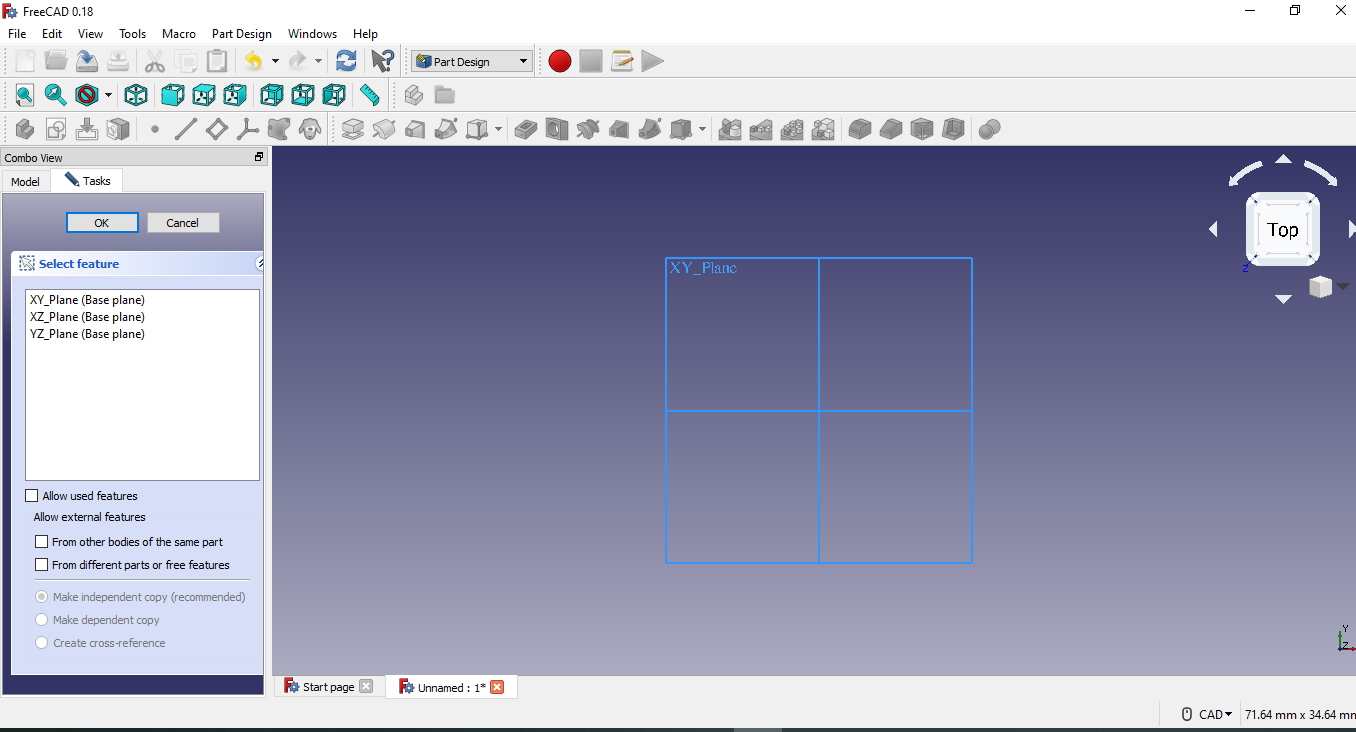 FreeCAD 0.18
File Edit View Tools Macro Part Design Windows Help
Part Design
Combo View
Model Tasks
OK Cancel
Select feature
XY_Plane (Base plane)
XZ_Plane (Base plane)
YZ_Plane (Base plane)
Allow used features
Allow external features
From other bodies of the same part
From different parts or free features
Make independent copy (recommended)
Make dependent copy
Create cross-reference
XY_Plane
Top
Z
Y
Z
Start page Unnamed : 1*
CAD 71.64 mm x 34.64 mm